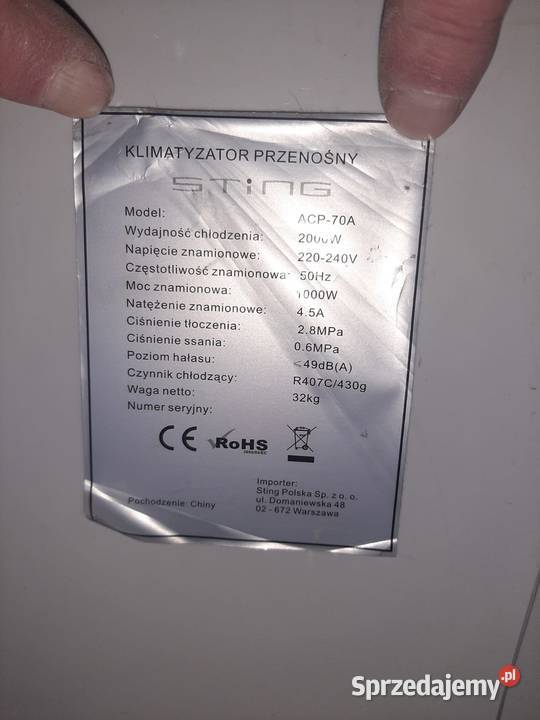 KLIMATYZATOR PRZENOŚNY
STiNG
Model: ACP-70A
Wydajność chłodzenia: 2000W
Napięcie znamionowe: 220-240V
Częstotliwość znamionowa: 50Hz
Moc znamionowa: 1000W
Natężenie znamionowe: 4.5A
Ciśnienie tłoczenia: 2.8MPa
Ciśnienie ssania: 0.6MPa
Poziom hałasu: <49dB(A)
Czynnik chłodzący: R407C/430g
Waga netto: 32kg
Numer seryjny:
CE RoHS
Importer:
Sting Polska Sp. z o. o.
ul. Domaniewska 48
02 - 672 Warszawa
Pochodzenie: Chiny
Sprzedajemy.pl